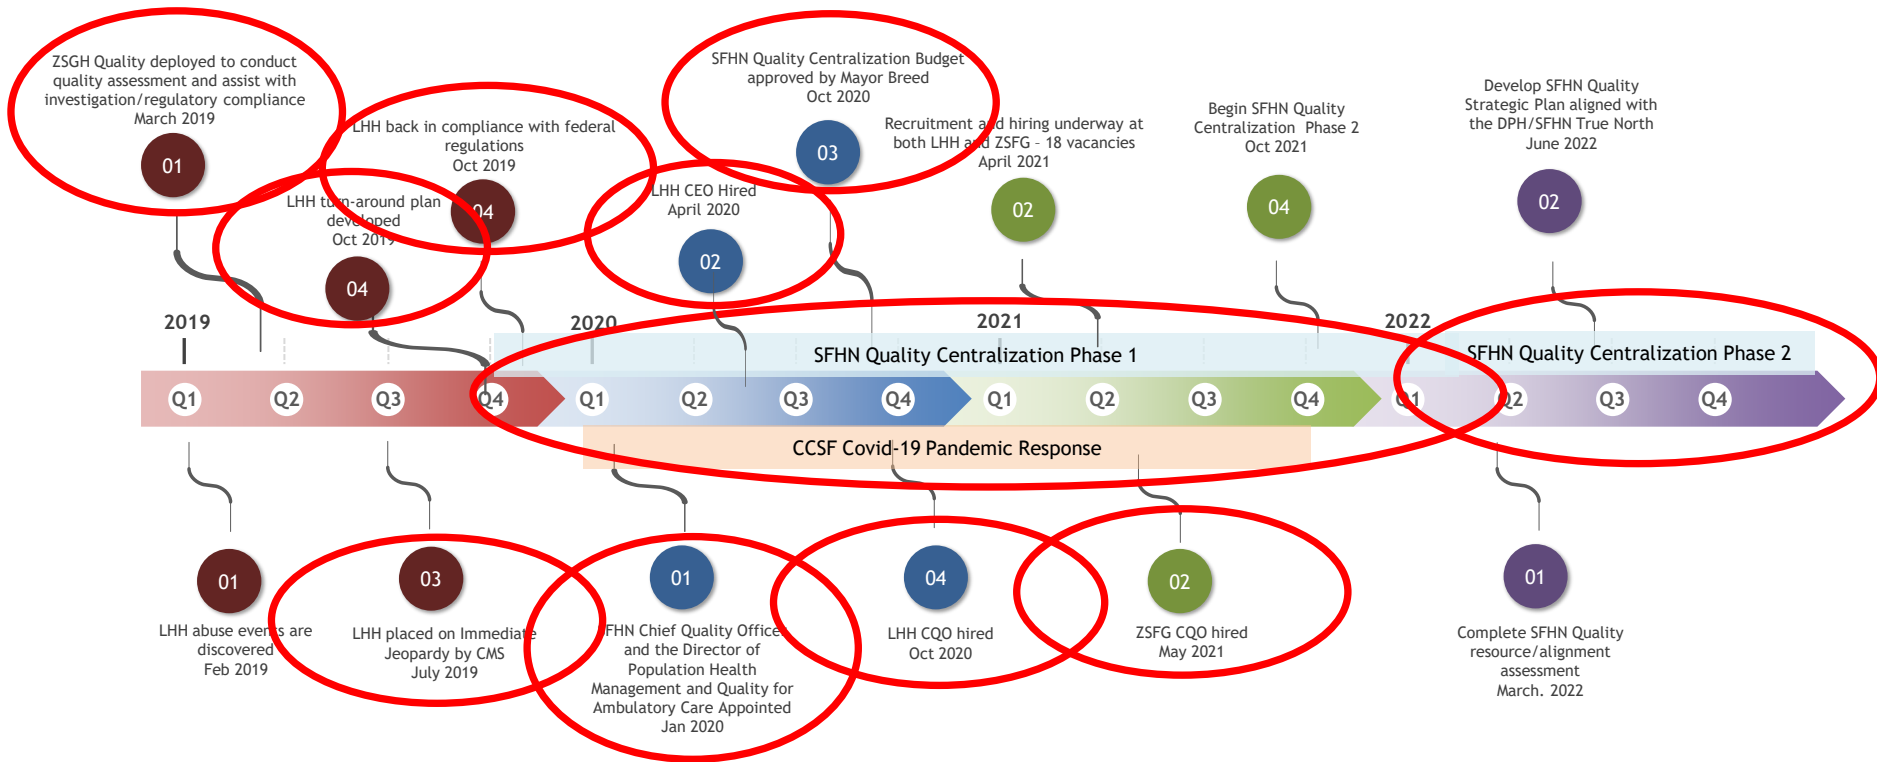 ZSGH Quality deployed to conduct
quality assessment and assist with
investigation/regulatory compliance
March 2019
01
LHH back in compliance with federal
regulations
Oct 2019
04
LHH turn-around plan
developed
Oct 2019
04
SFHN Quality Centralization Budget
approved by Mayor Breed
Oct 2020
03
LHH CEO Hired
April 2020
02
Recruitment and hiring underway at
both LHH and ZSFG – 18 vacancies
April 2021
02
Begin SFHN Quality
Centralization Phase 2
Oct 2021
04
Develop SFHN Quality
Strategic Plan aligned with
the DPH/SFHN True North
June 2022
02
2019
2020
2021
2022
SFHN Quality Centralization Phase 1
SFHN Quality Centralization Phase 2
Q1 Q2 Q3 Q4 Q1 Q2 Q3 Q4 Q1 Q2 Q3 Q4 Q1 Q2 Q3 Q4
CCSF Covid-19 Pandemic Response
01
LHH abuse events are
discovered
Feb 2019
03
LHH placed on Immediate
Jeopardy by CMS
July 2019
01
SFHN Chief Quality Officer
and the Director of
Population Health
Management and Quality for
Ambulatory Care Appointed
Jan 2020
04
LHH CQO hired
Oct 2020
02
ZSFG CQO hired
May 2021
01
Complete SFHN Quality
resource/alignment
assessment
March. 2022